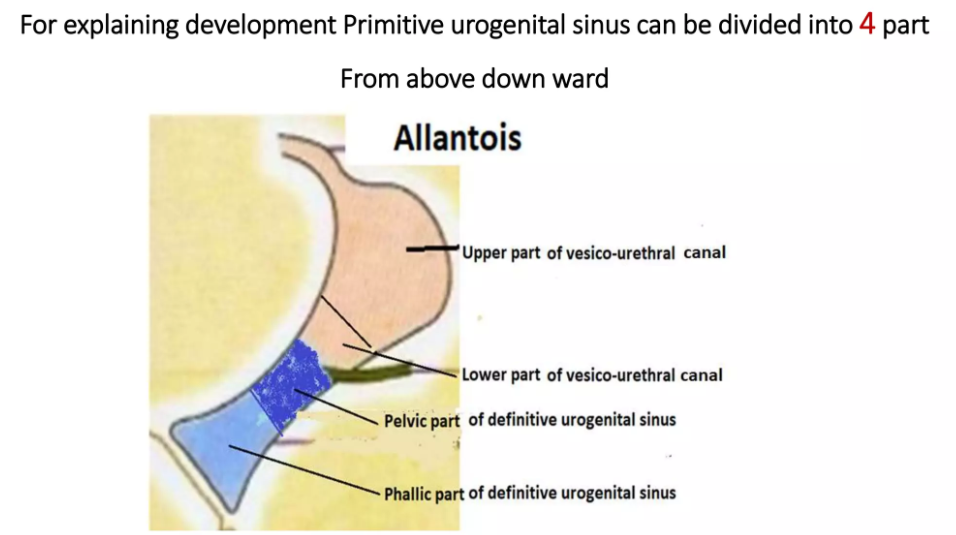 For explaining development Primitive urogenital sinus can be divided into 4 part
From above down ward
Allantois
Upper part of vesico-urethral canal
Lower part of vesico-urethral canal
Pelvic part of definitive urogenital sinus
Phallic part of definitive urogenital sinus